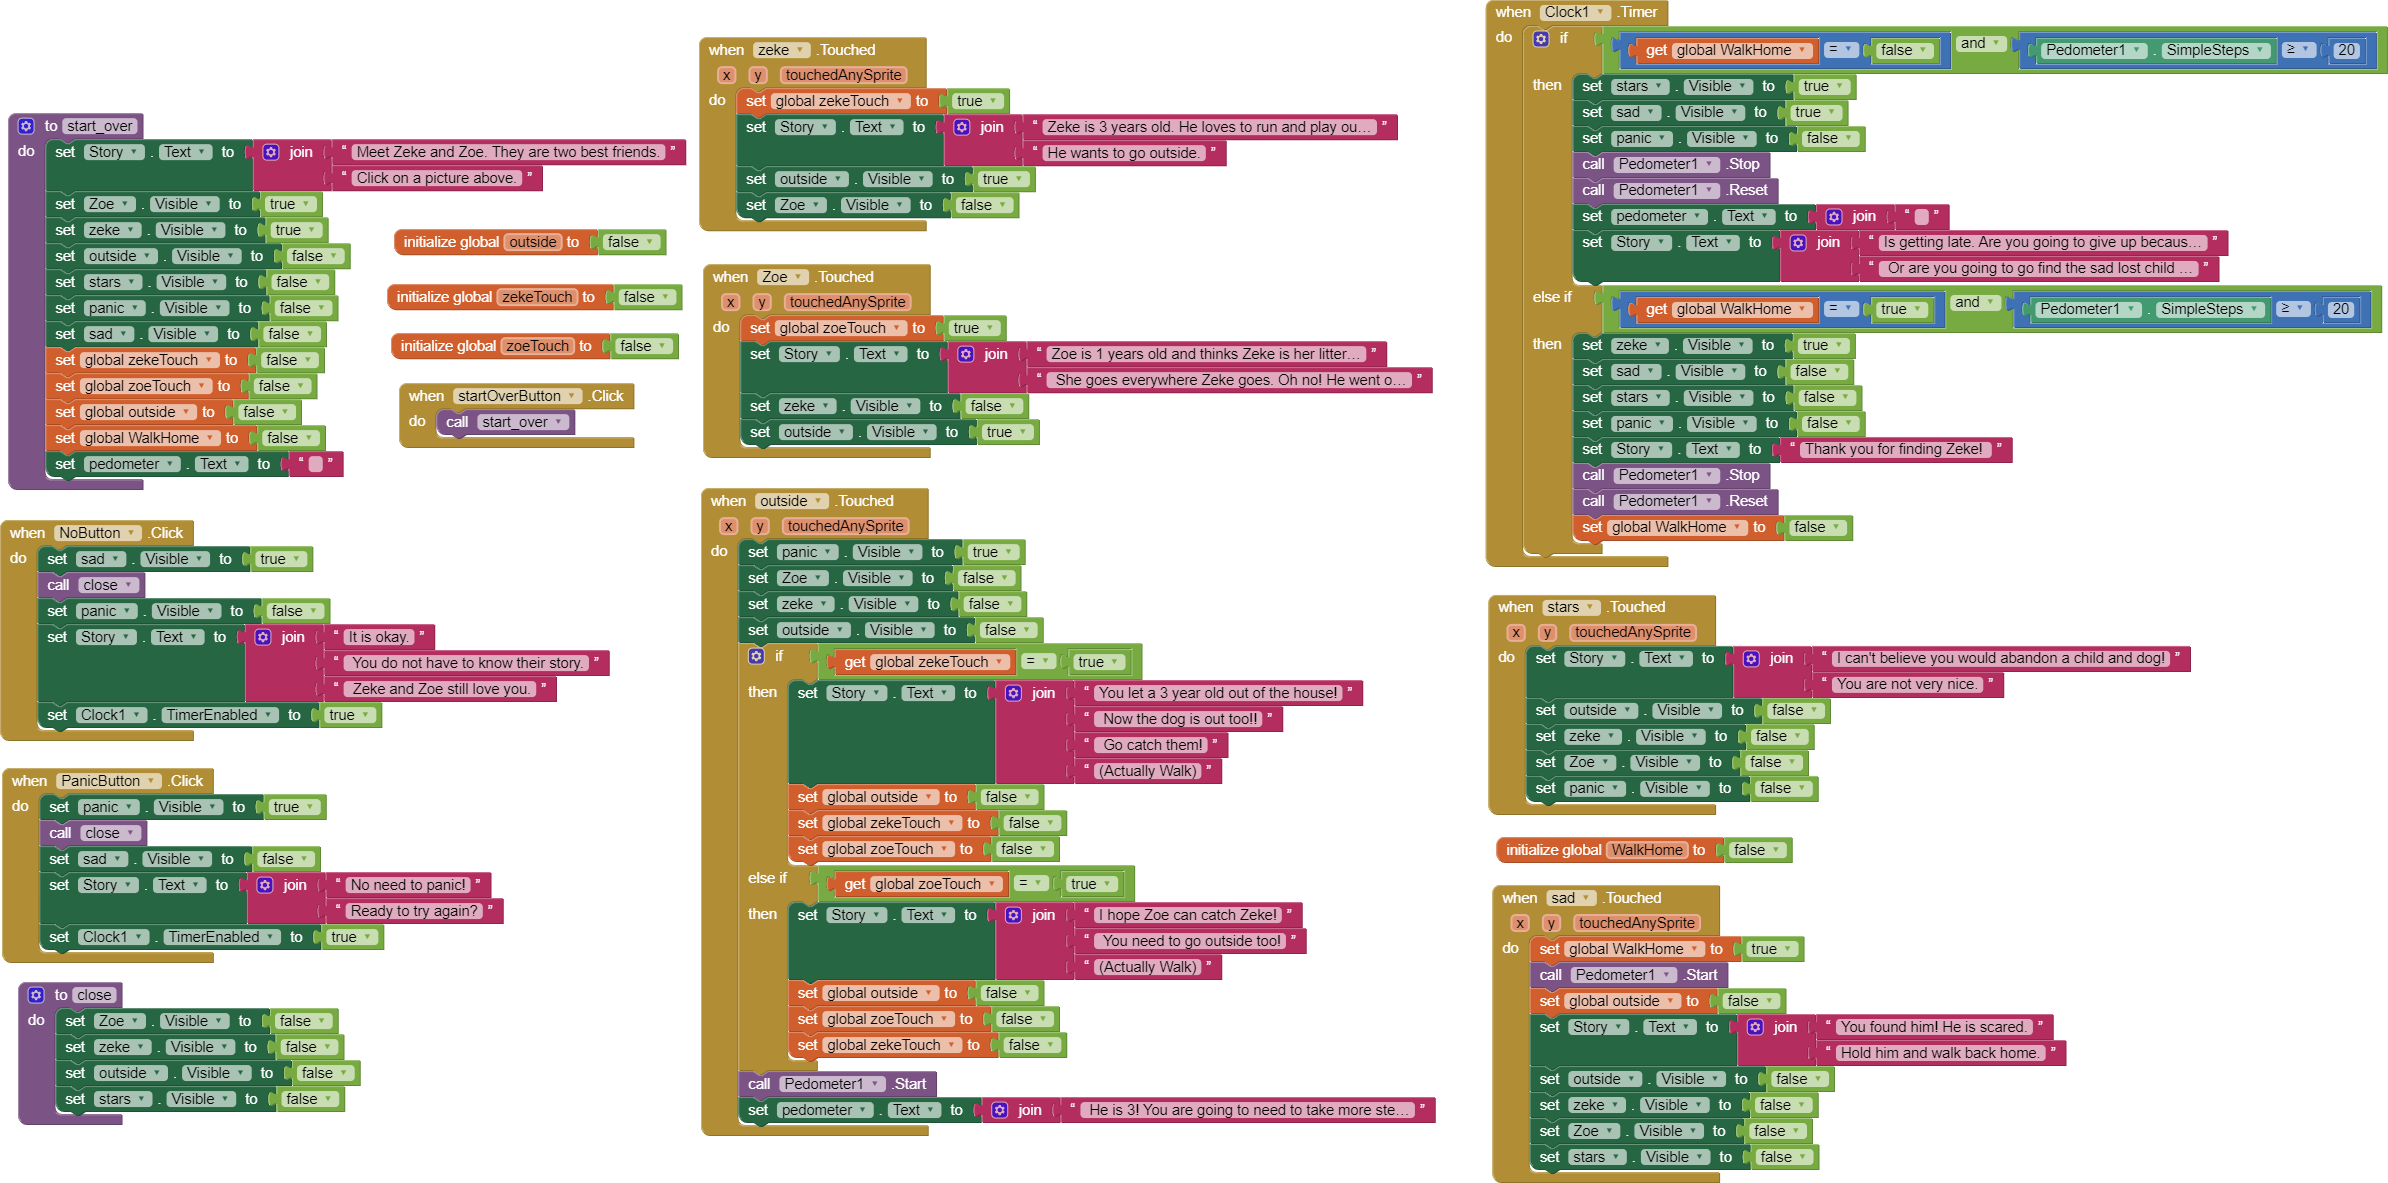 to start_over
do set Story . Text to join " Meet Zeke and Zoe. They are two best friends. "
" Click on a picture above. "
set Zoe . Visible to true
set zeke . Visible to true
set outside . Visible to false
set stars . Visible to false
set panic . Visible to false
set sad . Visible to false
set global zekeTouch to false
set global zoeTouch to false
set global outside to false
set global WalkHome to false
set pedometer . Text to " "
initialize global outside to false
initialize global zekeTouch to false
initialize global zoeTouch to false
when startOverButton .Click
do call start_over
when NoButton .Click
do set sad . Visible to true
call close
set panic . Visible to false
set Story . Text to join " It is okay. "
" You do not have to know their story. "
" Zeke and Zoe still love you. "
set Clock1 . TimerEnabled to true
when PanicButton .Click
do set panic . Visible to true
call close
set sad . Visible to false
set Story . Text to join " No need to panic! "
" Ready to try again? "
set Clock1 . TimerEnabled to true
to close
do set Zoe . Visible to false
set zeke . Visible to false
set outside . Visible to false
set stars . Visible to false
when zeke .Touched
x y touchedAnySprite
do set global zekeTouch to true
set Story . Text to join " Zeke is 3 years old. He loves to run and play ou... "
" He wants to go outside. "
set outside . Visible to true
set Zoe . Visible to false
when Zoe .Touched
x y touchedAnySprite
do set global zoeTouch to true
set Story . Text to join " Zoe is 1 years old and thinks Zeke is her litter... "
" She goes everywhere Zeke goes. Oh no! He went o... "
set zeke . Visible to false
set outside . Visible to true
when outside .Touched
x y touchedAnySprite
do set panic . Visible to true
set Zoe . Visible to false
set zeke . Visible to false
set outside . Visible to false
if get global zekeTouch = true
then set Story . Text to join " You let a 3 year old out of the house! "
" Now the dog is out too!! "
" Go catch them! "
" (Actually Walk) "
set global outside to false
set global zekeTouch to false
set global zoeTouch to false
else if get global zoeTouch = true
then set Story . Text to join " I hope Zoe can catch Zeke! "
" You need to go outside too! "
" (Actually Walk) "
set global outside to false
set global zoeTouch to false
set global zekeTouch to false
call Pedometer1 .Start
set pedometer . Text to join " He is 3! You are going to need to take more ste... "
when Clock1 .Timer
do if get global WalkHome = false and Pedometer1 . SimpleSteps ≥ 20
then set stars . Visible to true
set sad . Visible to true
set panic . Visible to false
call Pedometer1 .Stop
call Pedometer1 .Reset
set pedometer . Text to join " "
set Story . Text to join " Is getting late. Are you going to give up becaus... "
" Or are you going to go find the sad lost child ... "
else if get global WalkHome = true and Pedometer1 . SimpleSteps ≥ 20
then set zeke . Visible to true
set sad . Visible to false
set stars . Visible to false
set panic . Visible to false
set Story . Text to " Thank you for finding Zeke! "
call Pedometer1 .Stop
call Pedometer1 .Reset
set global WalkHome to false
when stars .Touched
x y touchedAnySprite
do set Story . Text to join " I can't believe you would abandon a child and dog! "
" You are not very nice. "
set outside . Visible to false
set zeke . Visible to false
set Zoe . Visible to false
set panic . Visible to false
initialize global WalkHome to false
when sad .Touched
x y touchedAnySprite
do set global WalkHome to true
call Pedometer1 .Start
set global outside to false
set Story . Text to join " You found him! He is scared. "
" Hold him and walk back home. "
set outside . Visible to false
set zeke . Visible to false
set Zoe . Visible to false
set stars . Visible to false